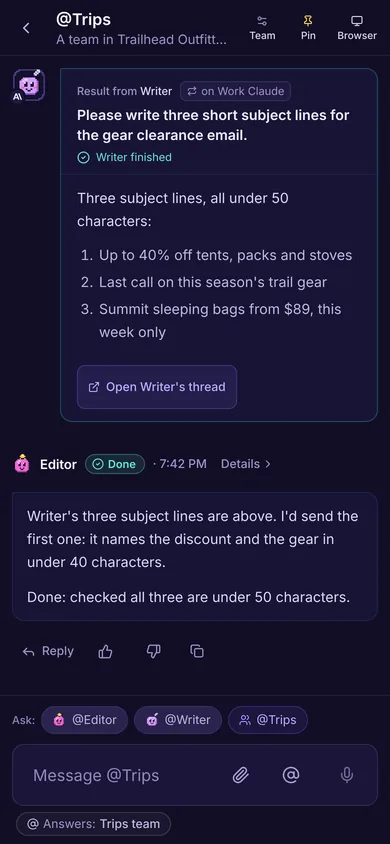 @Trips
A team in Trailhead Outfitt...
Team
Pin
Browser
Result from Writer
on Work Claude
Please write three short subject lines for
the gear clearance email.
Writer finished
Three subject lines, all under 50
characters:
1. Up to 40% off tents, packs and stoves
2. Last call on this season's trail gear
3. Summit sleeping bags from $89, this
week only
Open Writer's thread
Editor
Done
· 7:42 PM
Details
Writer's three subject lines are above. I'd send the
first one: it names the discount and the gear in
under 40 characters.
Done: checked all three are under 50 characters.
Reply
Ask:
@Editor
@Writer
@Trips
Message @Trips
@ Answers: Trips team